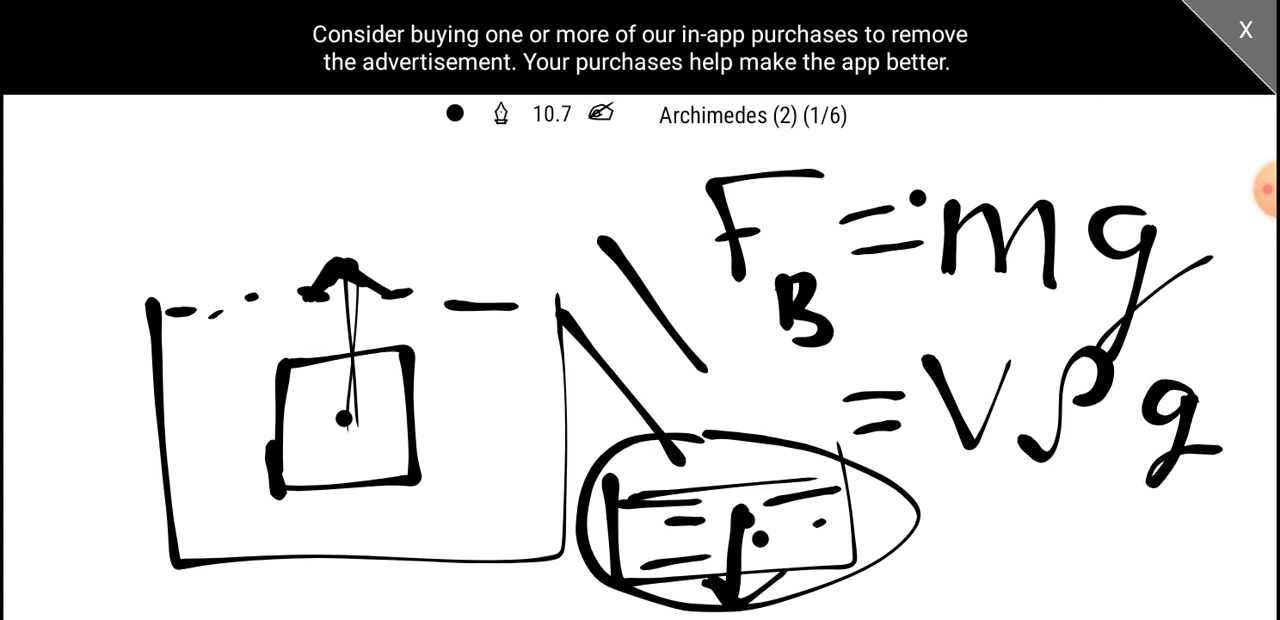 Consider buying one or more of our in-app purchases to remove
the advertisement. Your purchases help make the app better.
X
10.7 Archimedes (2) (1/6)
F_B = mg
= Vρg